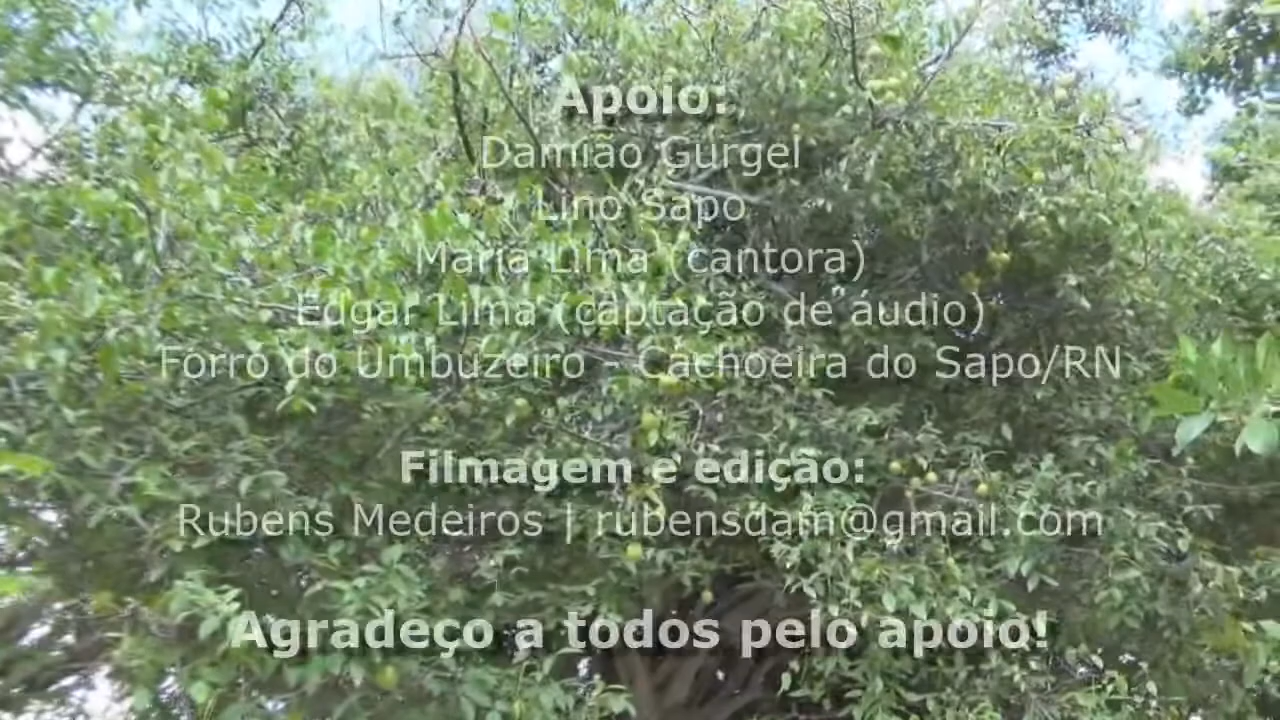 Apoio:
Damião Gurgel
Lino Sapo
Maria Lima (cantora)
Edgar Lima (captação de áudio)
Forró do Umbuzeiro - Cachoeira do Sapo/RN
Filmagem e edição:
Rubens Medeiros | rubensdam@gmail.com
Agradeço a todos pelo apoio!